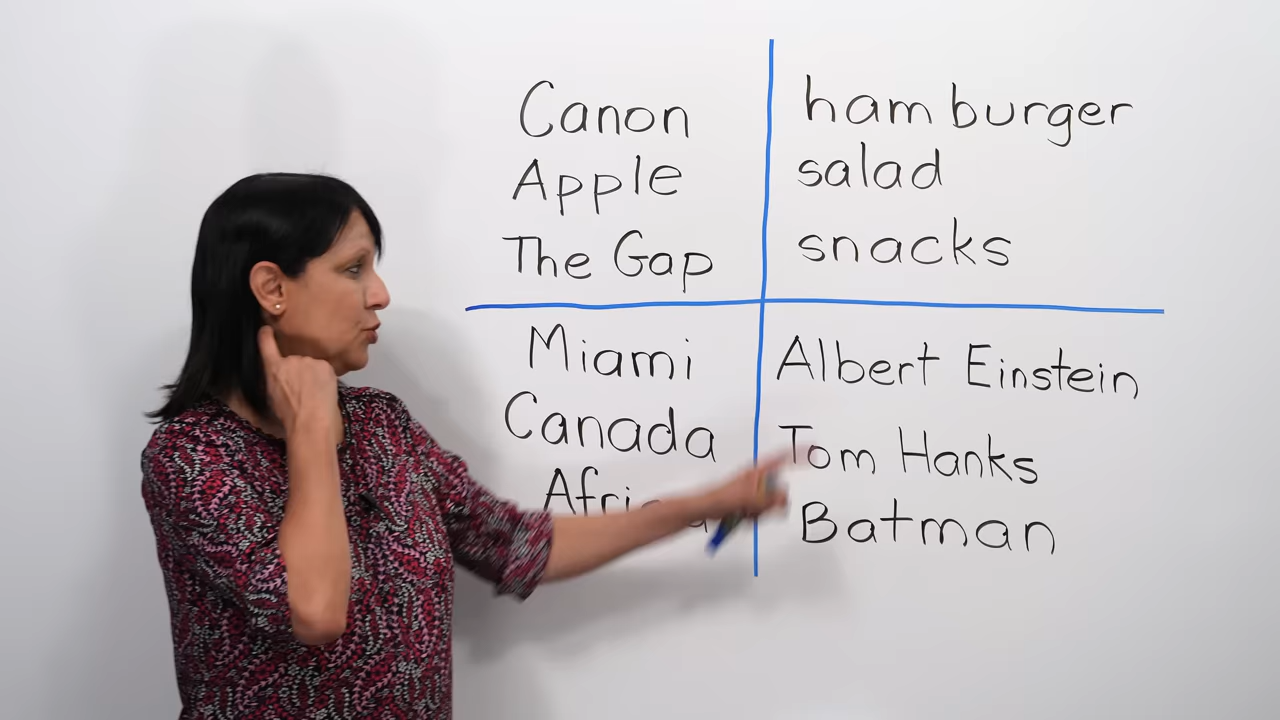 Canon
Apple
The Gap
hamburger
salad
snacks
Miami
Canada
Albert Einstein
Tom Hanks
Batman